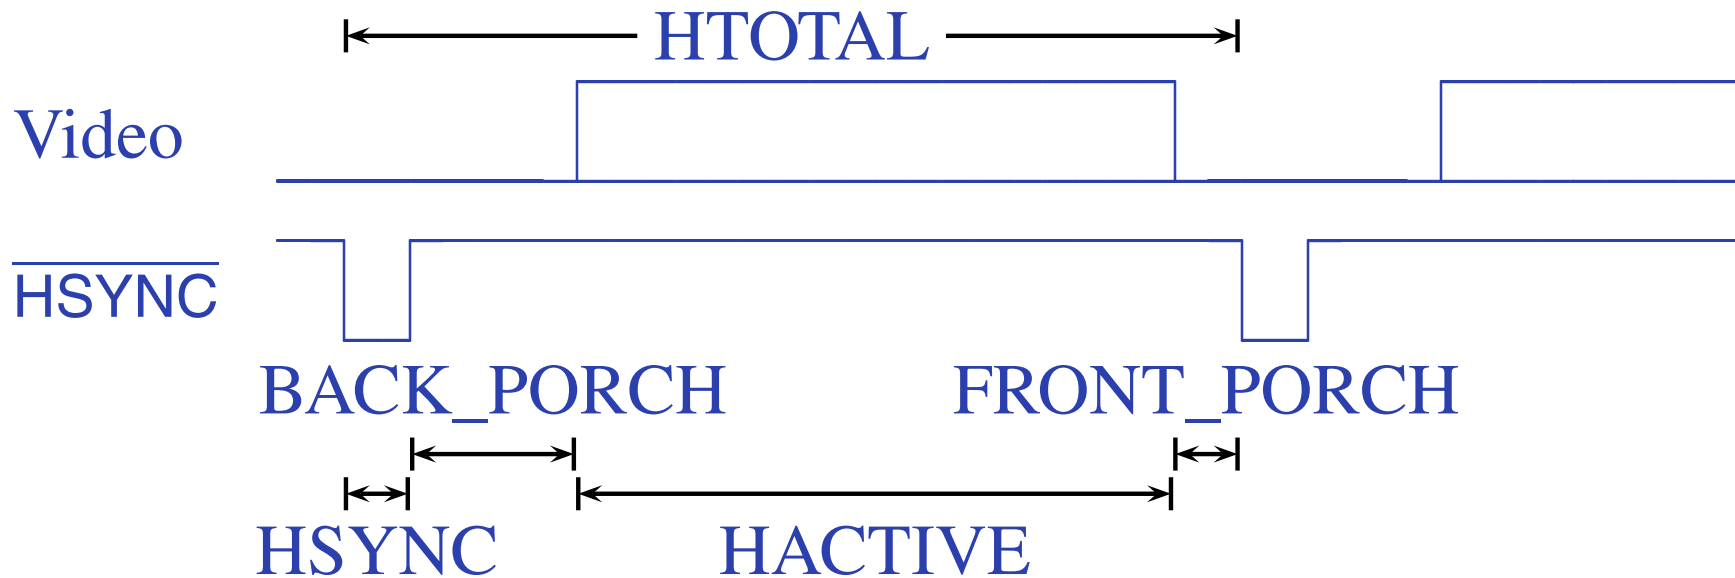 HTOTAL
Video
HSYNC
BACK_PORCH FRONT_PORCH
HSYNC HACTIVE